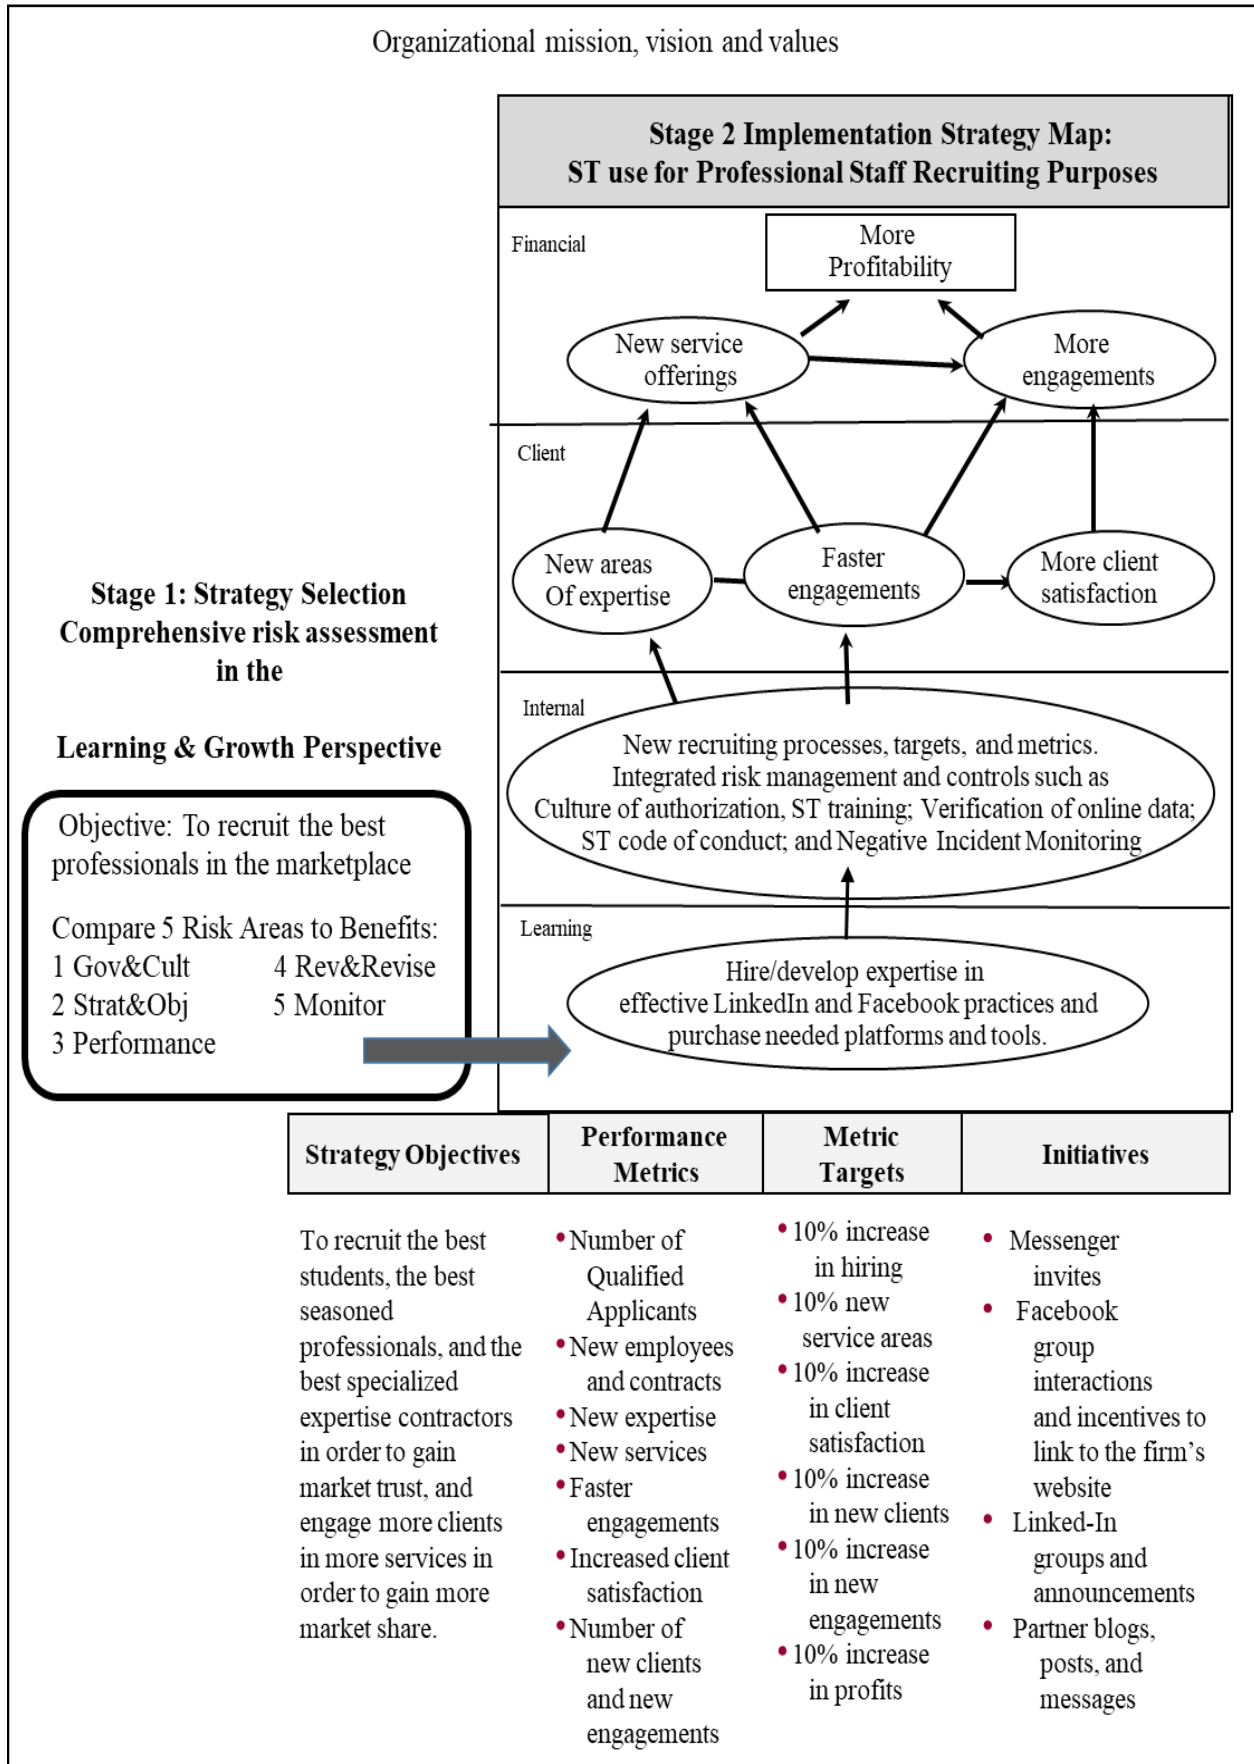 Organizational mission, vision and values
Stage 2 Implementation Strategy Map:
ST use for Professional Staff Recruiting Purposes
Financial
More
Profitability
New service
offerings
More
engagements
Client
New areas
Of expertise
Faster
engagements
More client
satisfaction
Stage 1: Strategy Selection
Comprehensive risk assessment
in the
Learning & Growth Perspective
Internal
New recruiting processes, targets, and metrics.
Integrated risk management and controls such as
Culture of authorization, ST training; Verification of online data;
ST code of conduct; and Negative Incident Monitoring
Objective: To recruit the best
professionals in the marketplace
Compare 5 Risk Areas to Benefits:
1 Gov&Cult 4 Rev&Revise
2 Strat&Obj 5 Monitor
3 Performance
Learning
Hire/develop expertise in
effective LinkedIn and Facebook practices and
purchase needed platforms and tools.
Strategy Objectives
Performance
Metrics
Metric
Targets
Initiatives
To recruit the best
students, the best
seasoned
professionals, and the
best specialized
expertise contractors
in order to gain
market trust, and
engage more clients
in more services in
order to gain more
market share.
• Number of
Qualified
Applicants
• New employees
and contracts
• New expertise
• New services
• Faster
engagements
• Increased client
satisfaction
• Number of
new clients
and new
engagements
• 10% increase
in hiring
• 10% new
service areas
• 10% increase
in client
satisfaction
• 10% increase
in new clients
• 10% increase
in new
engagements
• 10% increase
in profits
• Messenger
invites
• Facebook
group
interactions
and incentives to
link to the firm's
website
• Linked-In
groups and
announcements
• Partner blogs,
posts, and
messages